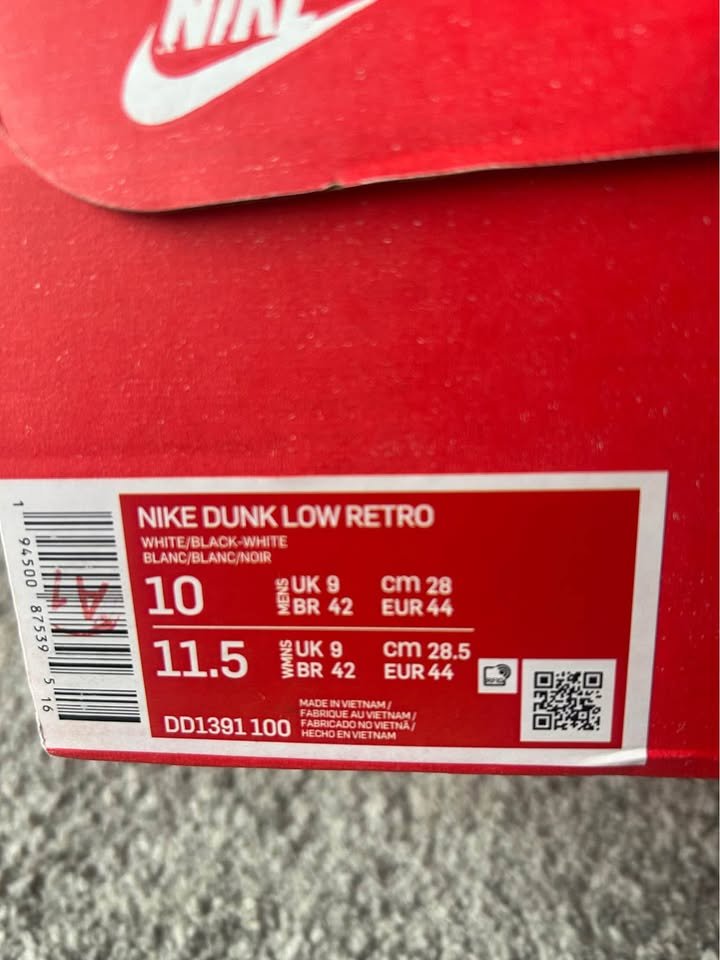 NIKE
NIKE DUNK LOW RETRO
WHITE/BLACK-WHITE
BLANC/BLANC/NOIR
10 MENS UK 9 cm 28
BR 42 EUR 44
11.5 WMNS UK 9 cm 28.5
BR 42 EUR 44
DD1391 100
MADE IN VIETNAM /
FABRIQUE AU VIETNAM /
FABRICADO NO VIETNÃ /
HECHO EN VIETNAM
1 94500 87539 5 16
A1